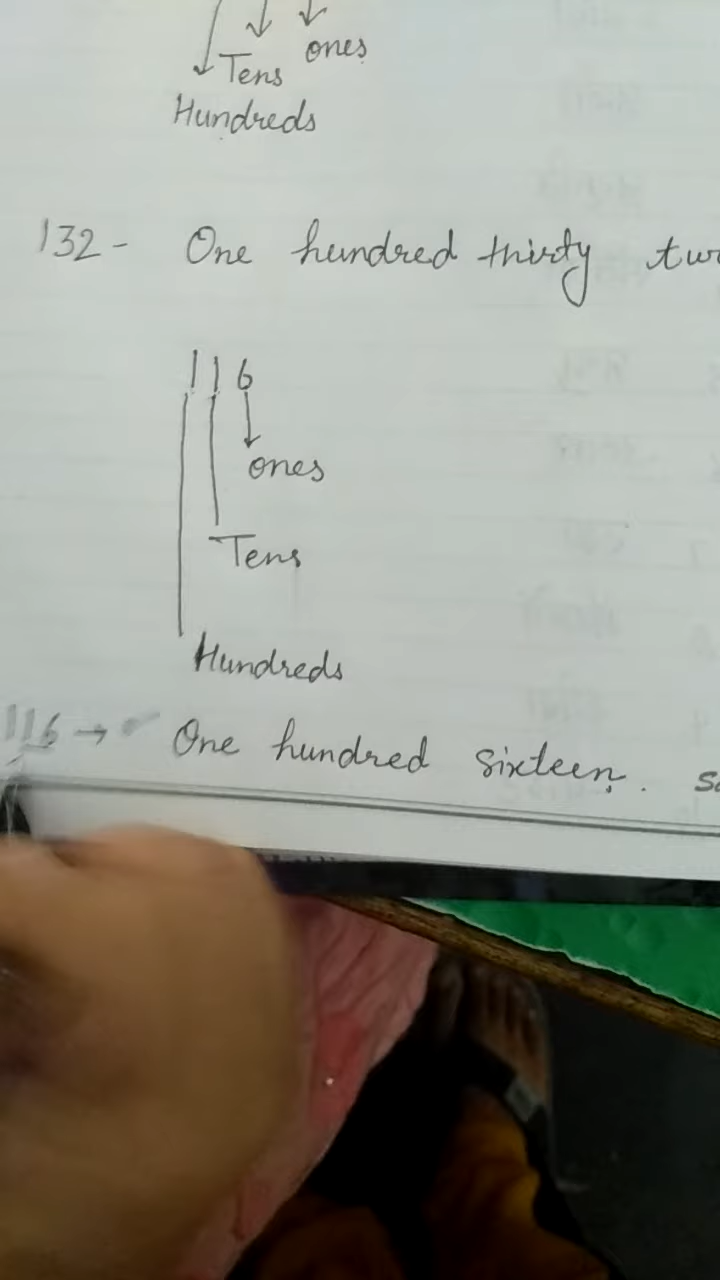 Tens ones
Hundreds
132 - One hundred thirty
116
ones
Tens
Hundreds
116 → One hundred sixteen.